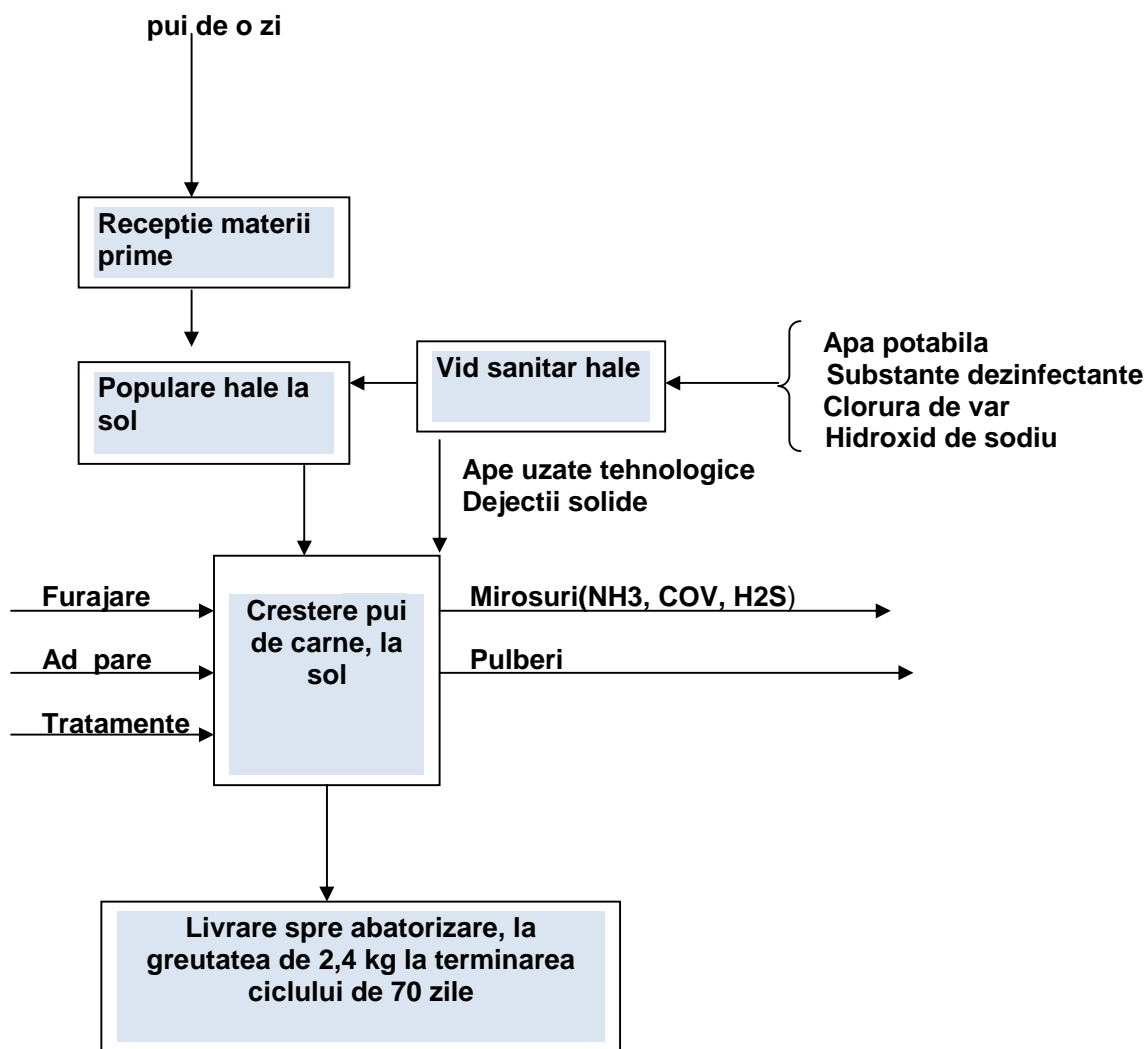 pui de o zi
Receptie materii
prime
Populare hale la
sol
Vid sanitar hale
Apa potabila
Substante dezinfectante
Clorura de var
Hidroxid de sodiu
Ape uzate tehnologice
Dejectii solide
Furajare
Ad pare
Tratamente
Crestere pui
de carne, la
sol
Mirosuri(NH3, COV, H2S)
Pulberi
Livrare spre abatorizare, la
greutatea de 2,4 kg la terminarea
ciclului de 70 zile